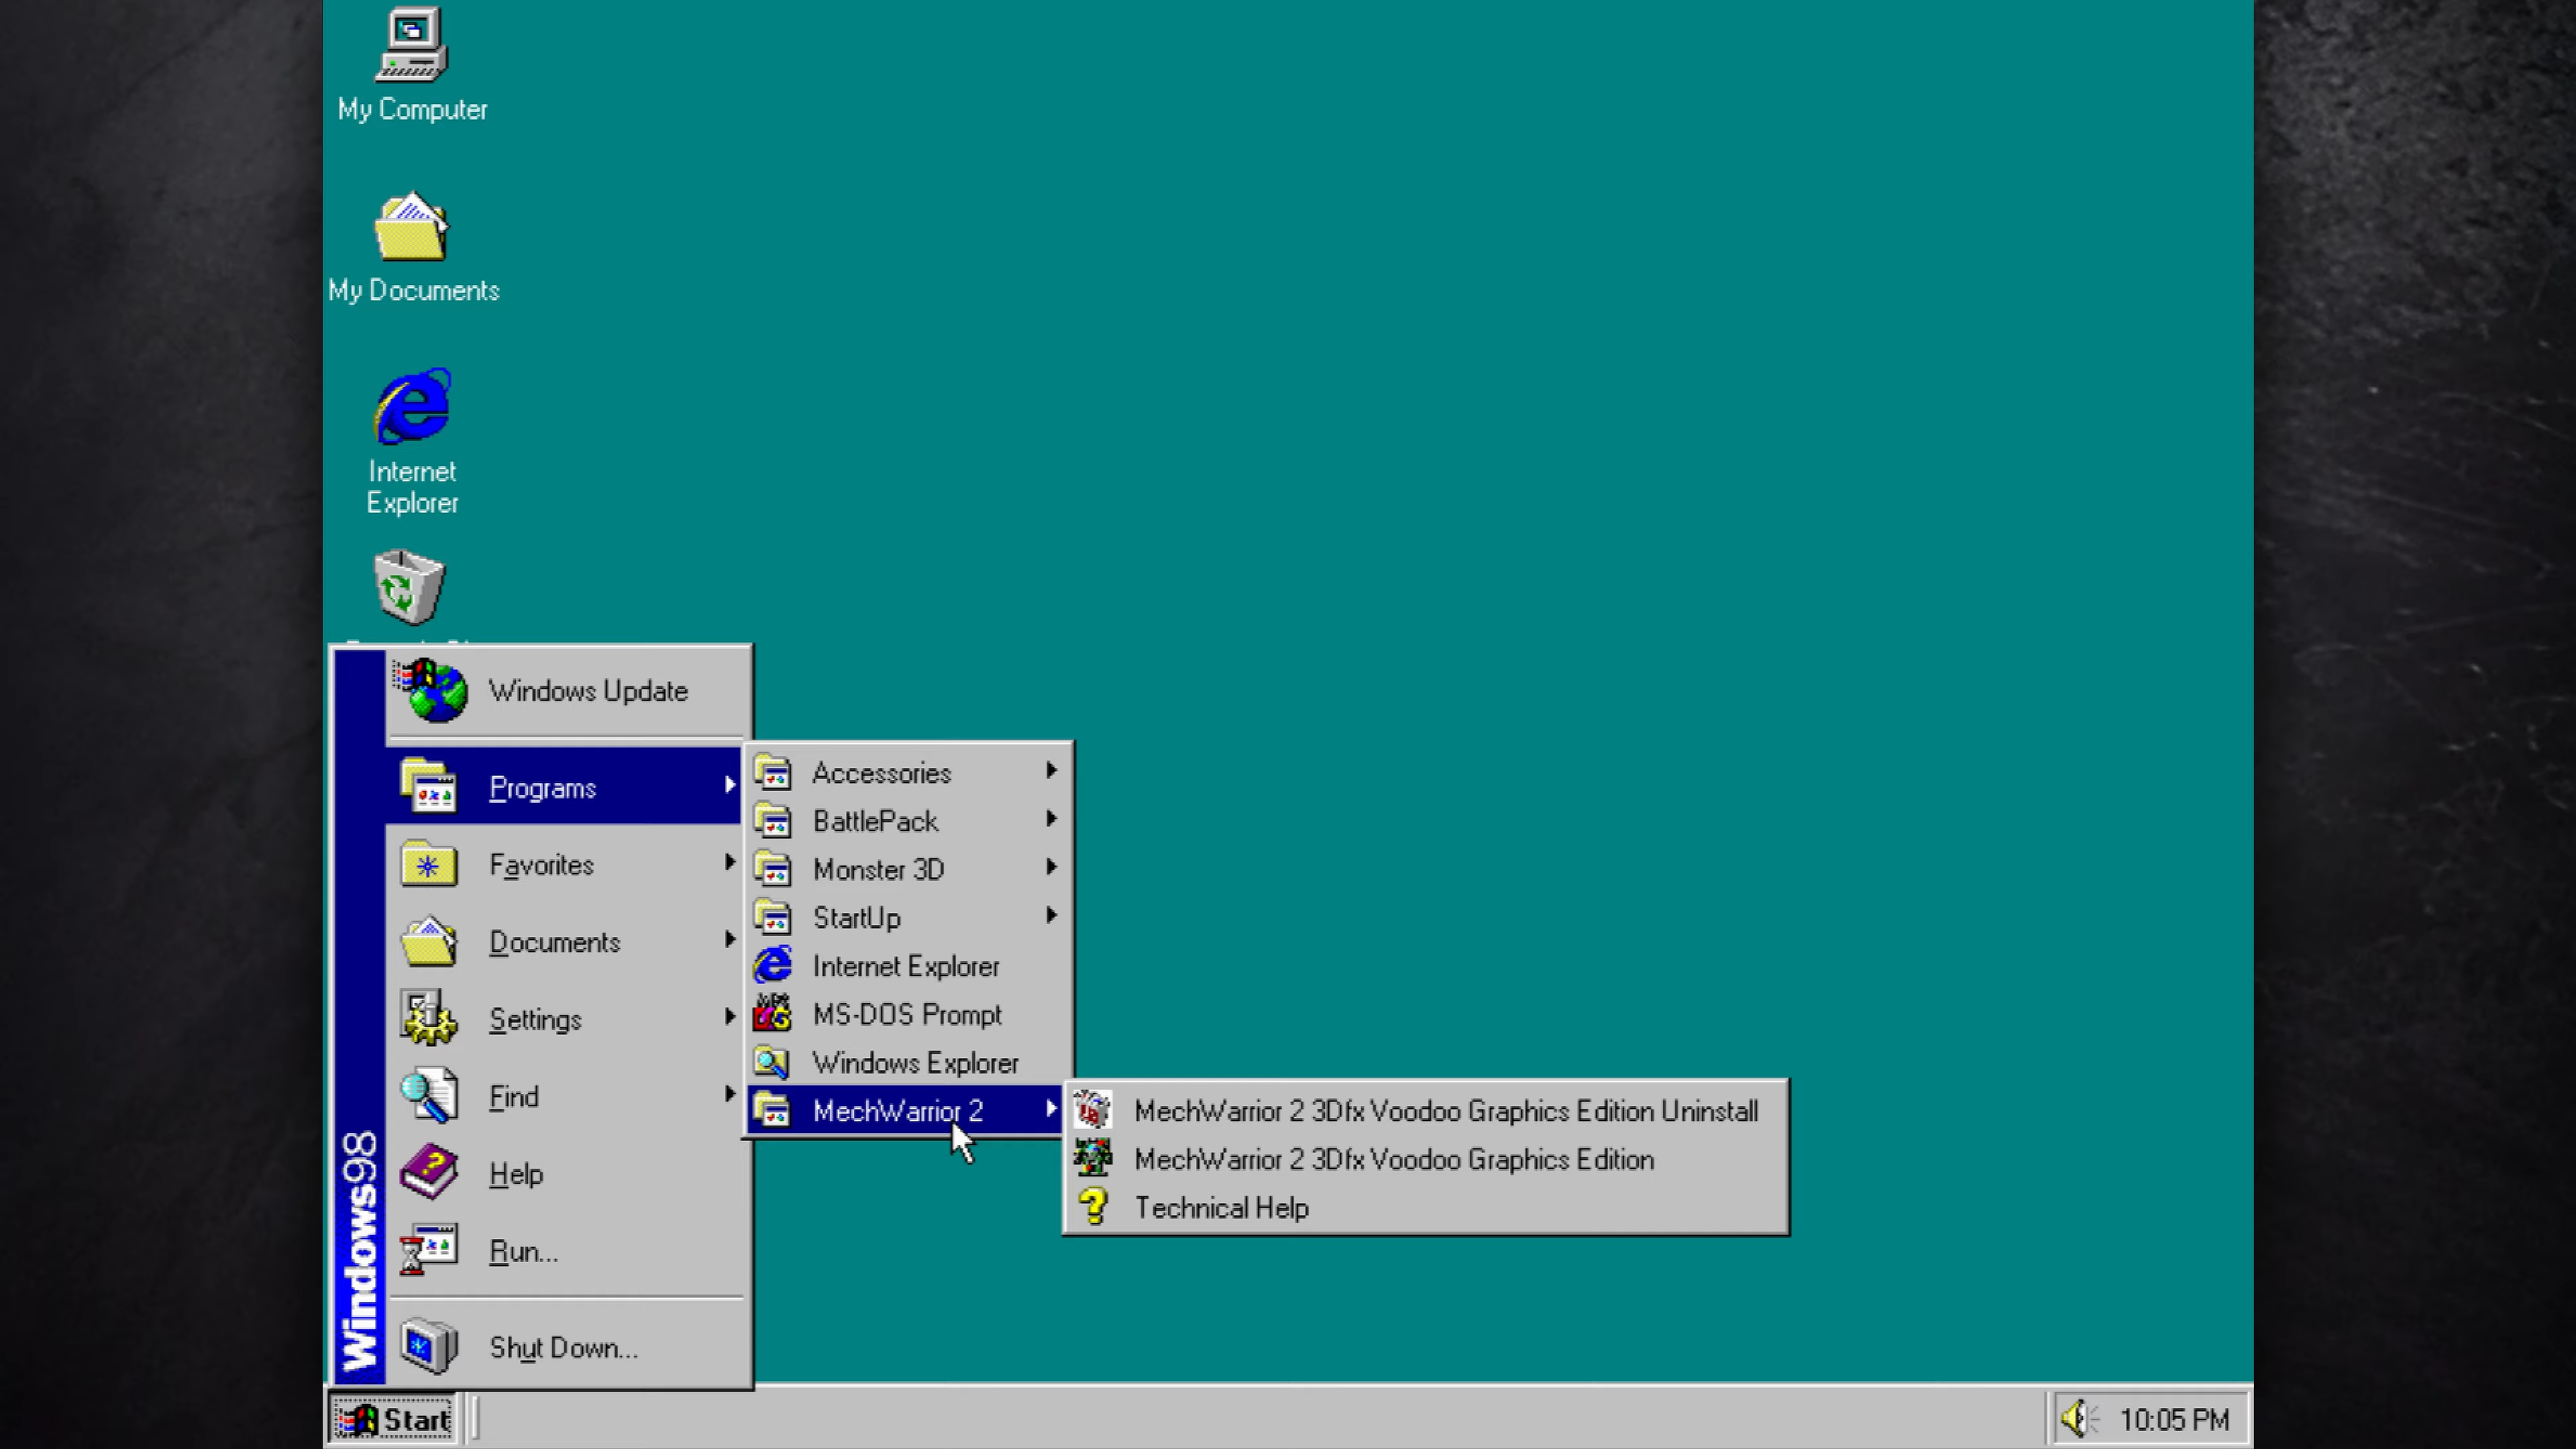 My Computer
My Documents
Internet
Explorer
Windows Update
Programs
Favorites
Documents
Settings
Find
Help
Run...
Shut Down...
Windows98
Accessories
BattlePack
Monster 3D
StartUp
Internet Explorer
MS-DOS Prompt
Windows Explorer
MechWarrior 2
MechWarrior 2 3Dfx Voodoo Graphics Edition Uninstall
MechWarrior 2 3Dfx Voodoo Graphics Edition
Technical Help
Start
10:05 PM